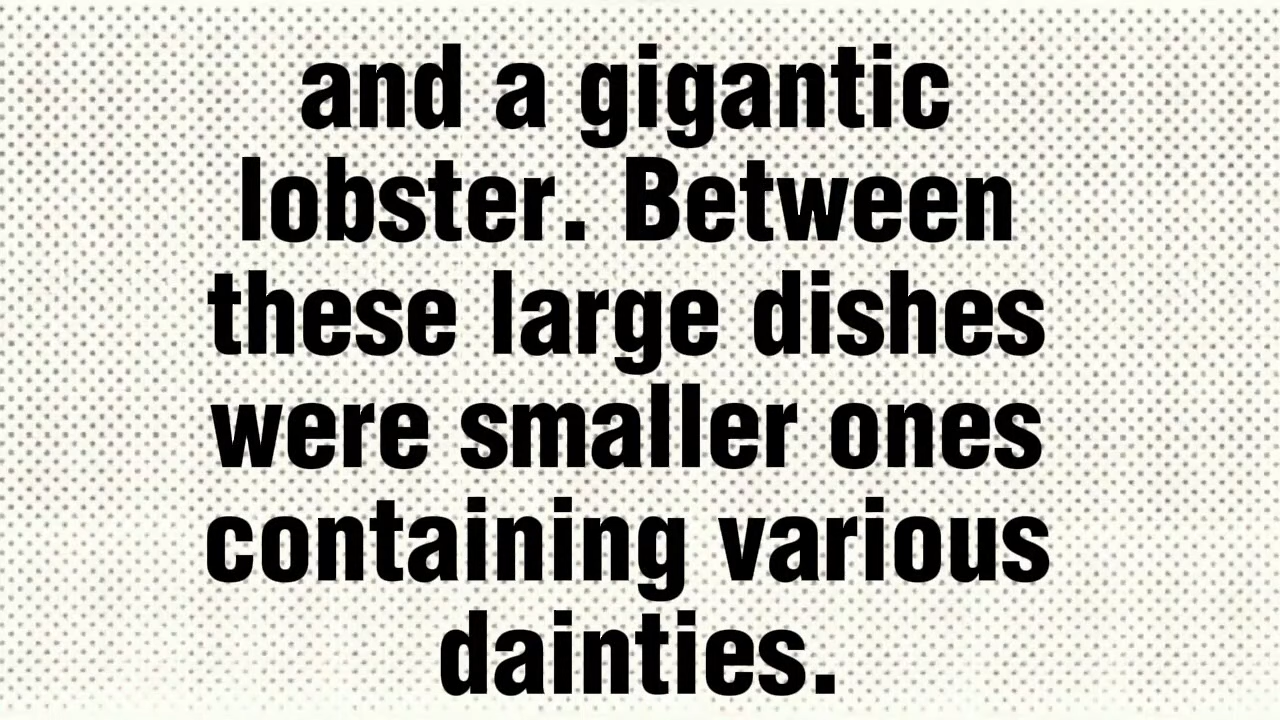 and a gigantic
lobster. Between
these large dishes
were smaller ones
containing various
dainties.